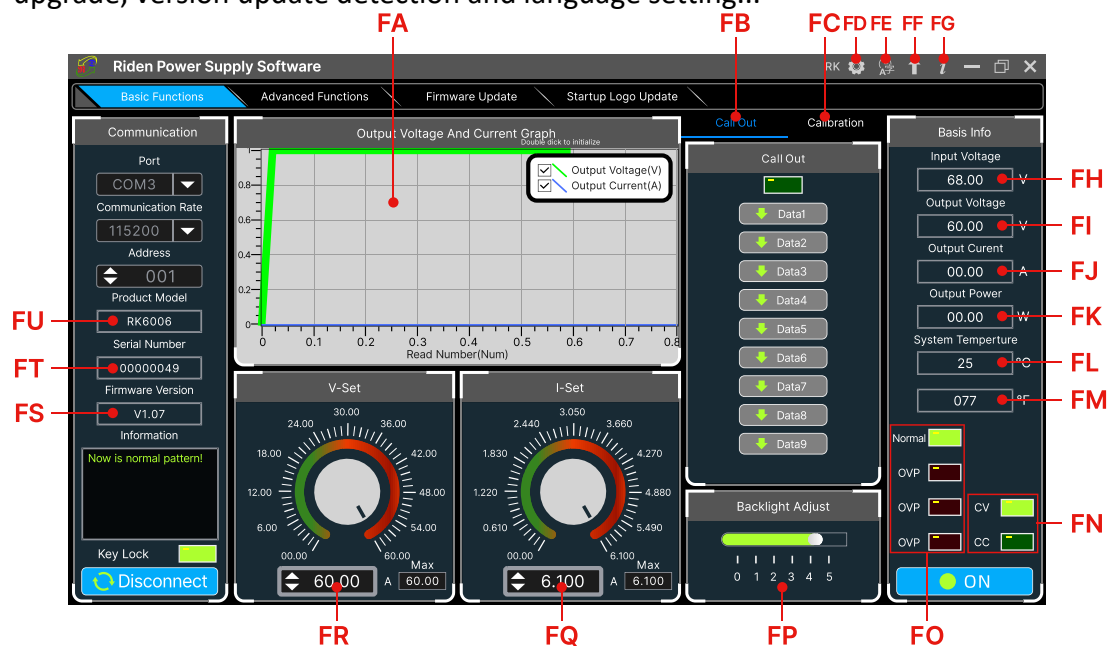 upgrade, version update detection and language setting...
FA FB FC FD FE FF FG
Riden Power Supply Software
RK
Basic Functions Advanced Functions Firmware Update Startup Logo Update
Communication
Port
COM3
Communication Rate
115200
Address
001
Product Model
FU
RK6006
Serial Number
FT
00000049
Firmware Version
FS
V1.07
Information
Now is normal pattern!
Key Lock
Disconnect
Output Voltage And Current Graph
Double dick to initialize
1
0.8
0.6
0.4
0.2
0
Output Voltage(V)
Output Current(A)
0 0.1 0.2 0.3 0.4 0.5 0.6 0.7 0.8
Read Number(Num)
V-Set
30.00
24.00 36.00
18.00 42.00
12.00 48.00
6.00 54.00
00.00 60.00
Max
60.00 A 60.00
FR
I-Set
3.050
2.440 3.660
1.830 4.270
1.220 4.880
0.610 5.490
00.00 6.100
Max
6.100 A 6.100
FQ
Call Out Calibration
Call Out
Data1
Data2
Data3
Data4
Data5
Data6
Data7
Data8
Data9
Backlight Adjust
0 1 2 3 4 5
FP
Basis Info
Input Voltage
68.00 V FH
Output Voltage
60.00 V FI
Output Curent
00.00 A FJ
Output Power
00.00 W FK
System Temperture
25 °C FL
077 °F FM
Normal
OVP
OVP CV
OVP CC
FN
ON
FO